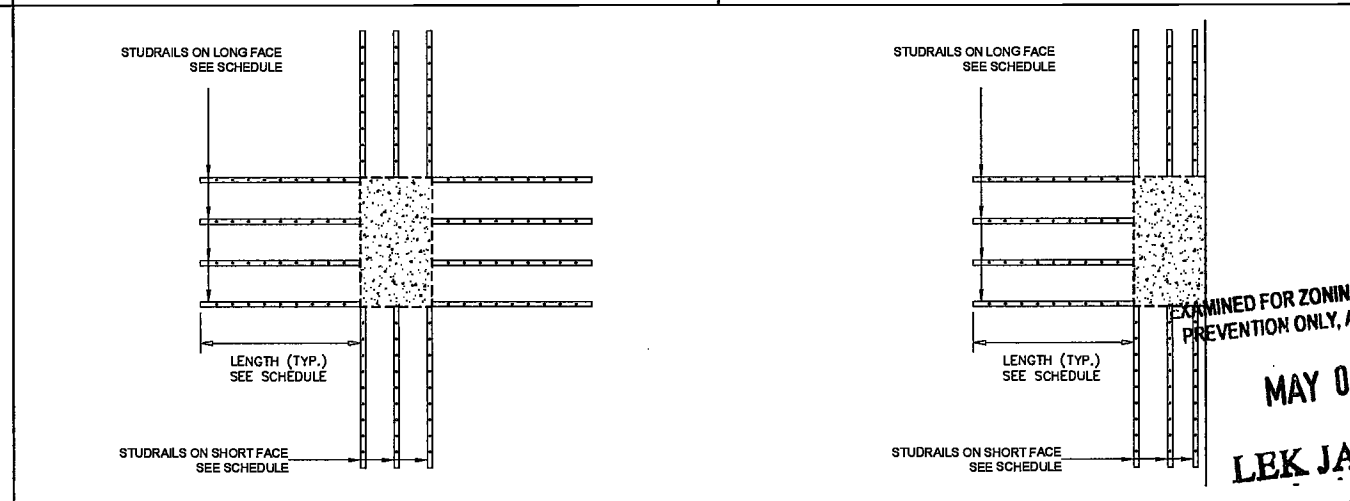 STUDRAILS ON LONG FACE
SEE SCHEDULE
LENGTH (TYP.)
SEE SCHEDULE
STUDRAILS ON SHORT FACE
SEE SCHEDULE
STUDRAILS ON LONG FACE
SEE SCHEDULE
LENGTH (TYP.)
SEE SCHEDULE
STUDRAILS ON SHORT FACE
SEE SCHEDULE
EXAMINED FOR ZONIN
PREVENTION ONLY, A
MAY 0
LEK JA